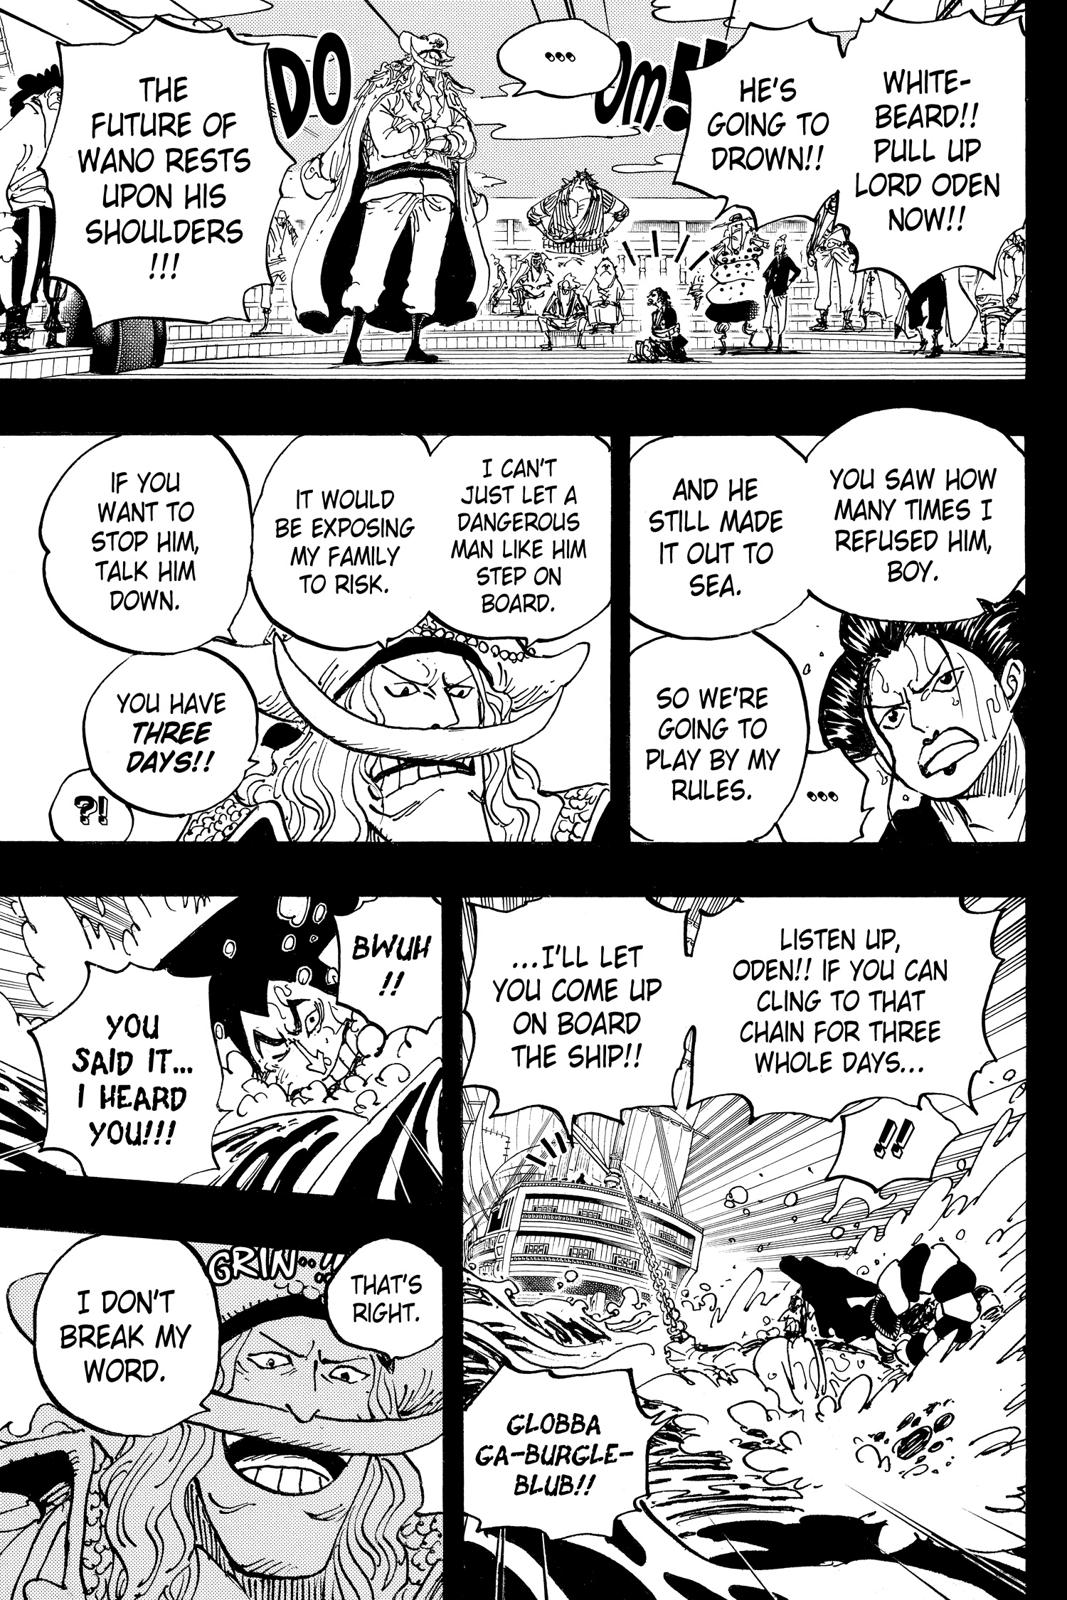 WHITE-
BEARD!!
PULL UP
LORD ODEN
NOW!!
HE'S
GOING TO
DROWN!!
...
DOOM!!
THE
FUTURE OF
WANO RESTS
UPON HIS
SHOULDERS
!!!
YOU SAW HOW
MANY TIMES I
REFUSED HIM,
BOY.
AND HE
STILL MADE
IT OUT TO
SEA.
SO WE'RE
GOING TO
PLAY BY MY
RULES.
...
I CAN'T
JUST LET A
DANGEROUS
MAN LIKE HIM
STEP ON
BOARD.
IT WOULD
BE EXPOSING
MY FAMILY
TO RISK.
IF YOU
WANT TO
STOP HIM,
TALK HIM
DOWN.
YOU HAVE
THREE
DAYS!!
?!
LISTEN UP,
ODEN!! IF YOU CAN
CLING TO THAT
CHAIN FOR THREE
WHOLE DAYS...
...I'LL LET
YOU COME UP
ON BOARD
THE SHIP!!
!!
GLOBBA
GA-BURGLE-
BLUB!!
BWUH
!!
YOU
SAID IT...
I HEARD
YOU!!!
GRIN...
THAT'S
RIGHT.
I DON'T
BREAK MY
WORD.